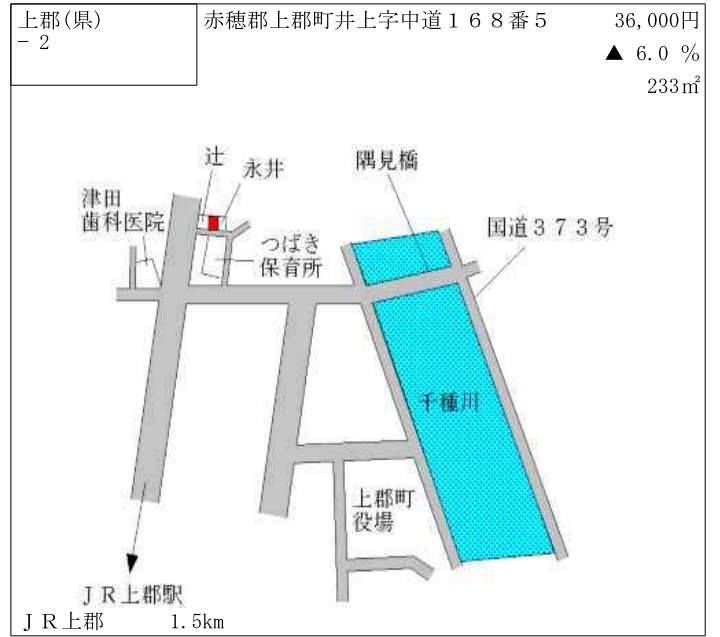 上郡(県)
- 2
赤穂郡上郡町井上字中道１６８番５
36,000円
▲ 6.0 %
233㎡
辻
永井
隅見橋
津田
歯科医院
つばき
保育所
国道３７３号
千種川
上郡町
役場
ＪＲ上郡駅
ＪＲ上郡 1.5km